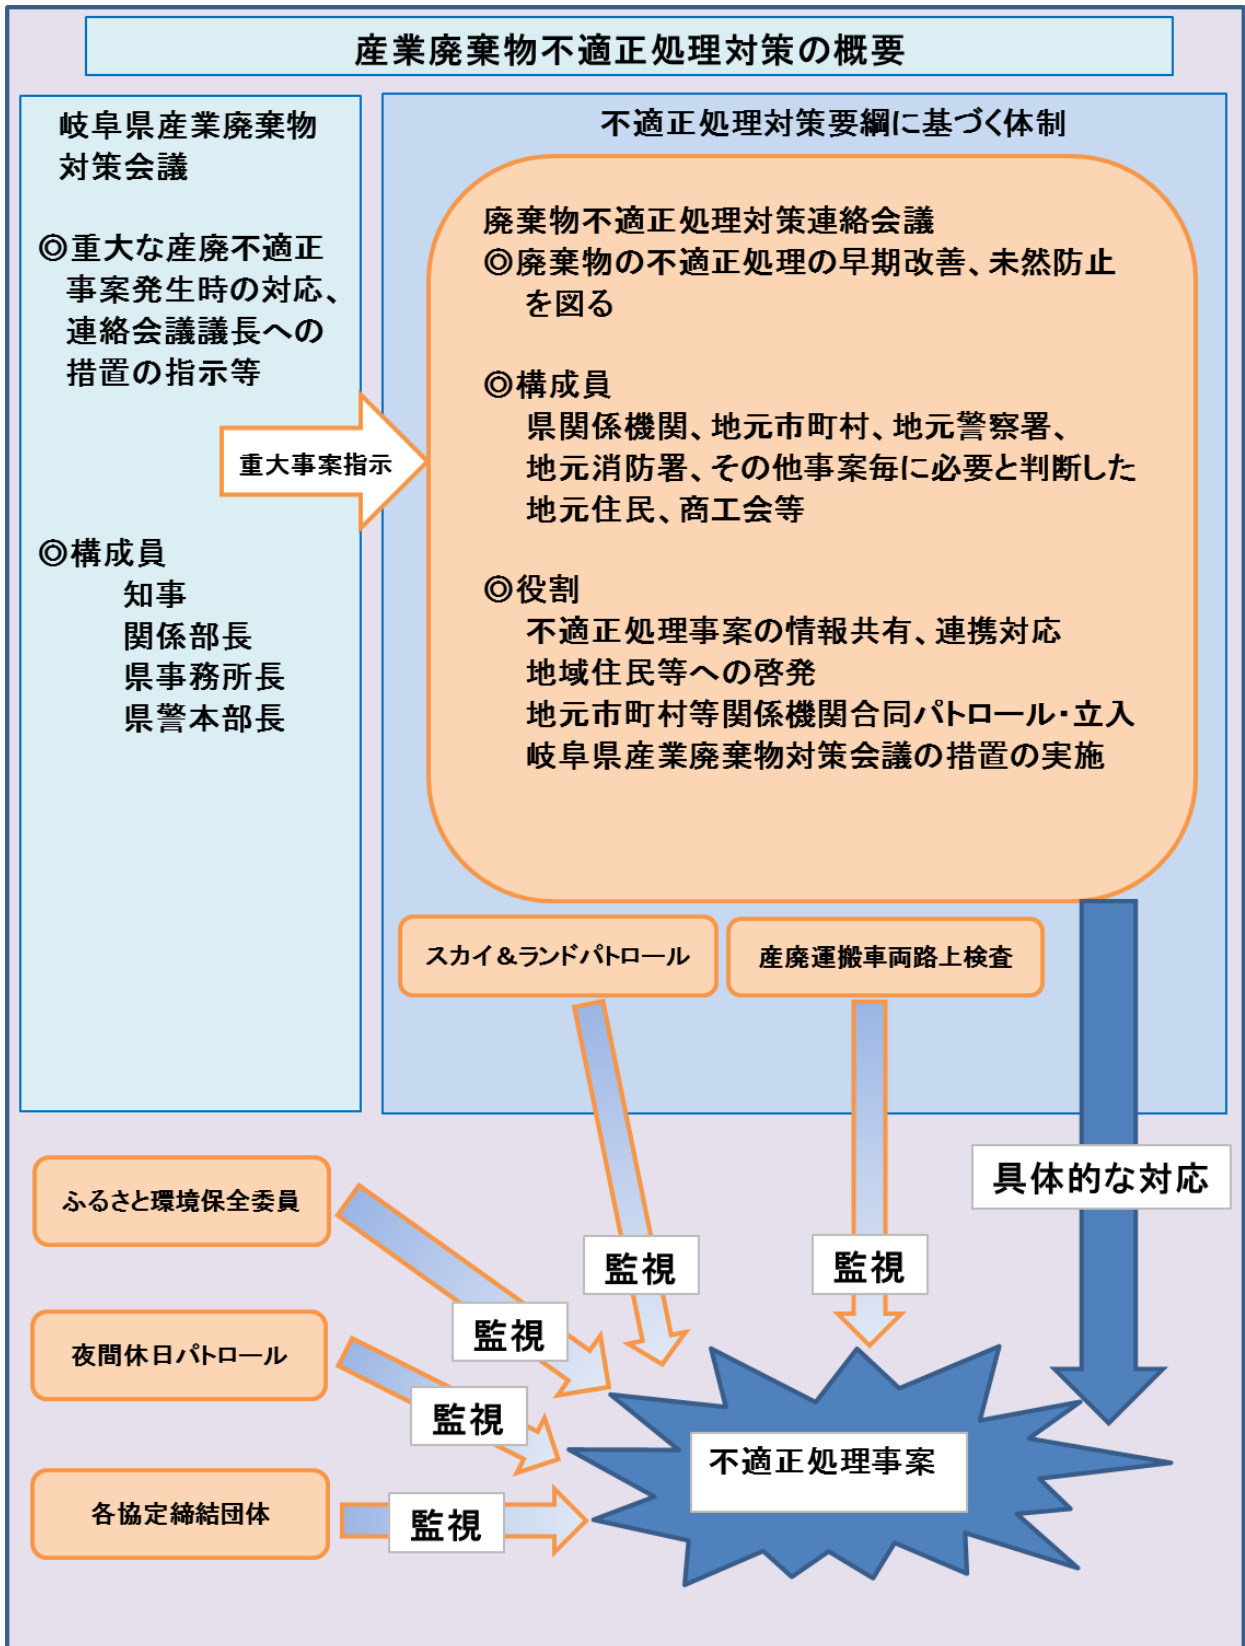 産業廃棄物不適正処理対策の概要
岐阜県産業廃棄物
対策会議
◎重大な産廃不適正
事案発生時の対応、
連絡会議議長への
措置の指示等
◎構成員
知事
関係部長
県事務所長
県警本部長
重大事案指示
不適正処理対策要綱に基づく体制
廃棄物不適正処理対策連絡会議
◎廃棄物の不適正処理の早期改善、未然防止
を図る
◎構成員
県関係機関、地元市町村、地元警察署、
地元消防署、その他事案毎に必要と判断した
地元住民、商工会等
◎役割
不適正処理事案の情報共有、連携対応
地域住民等への啓発
地元市町村等関係機関合同パトロール・立入
岐阜県産業廃棄物対策会議の措置の実施
スカイ＆ランドパトロール
産廃運搬車両路上検査
具体的な対応
ふるさと環境保全委員
監視
監視
監視
夜間休日パトロール
監視
各協定締結団体
監視
不適正処理事案